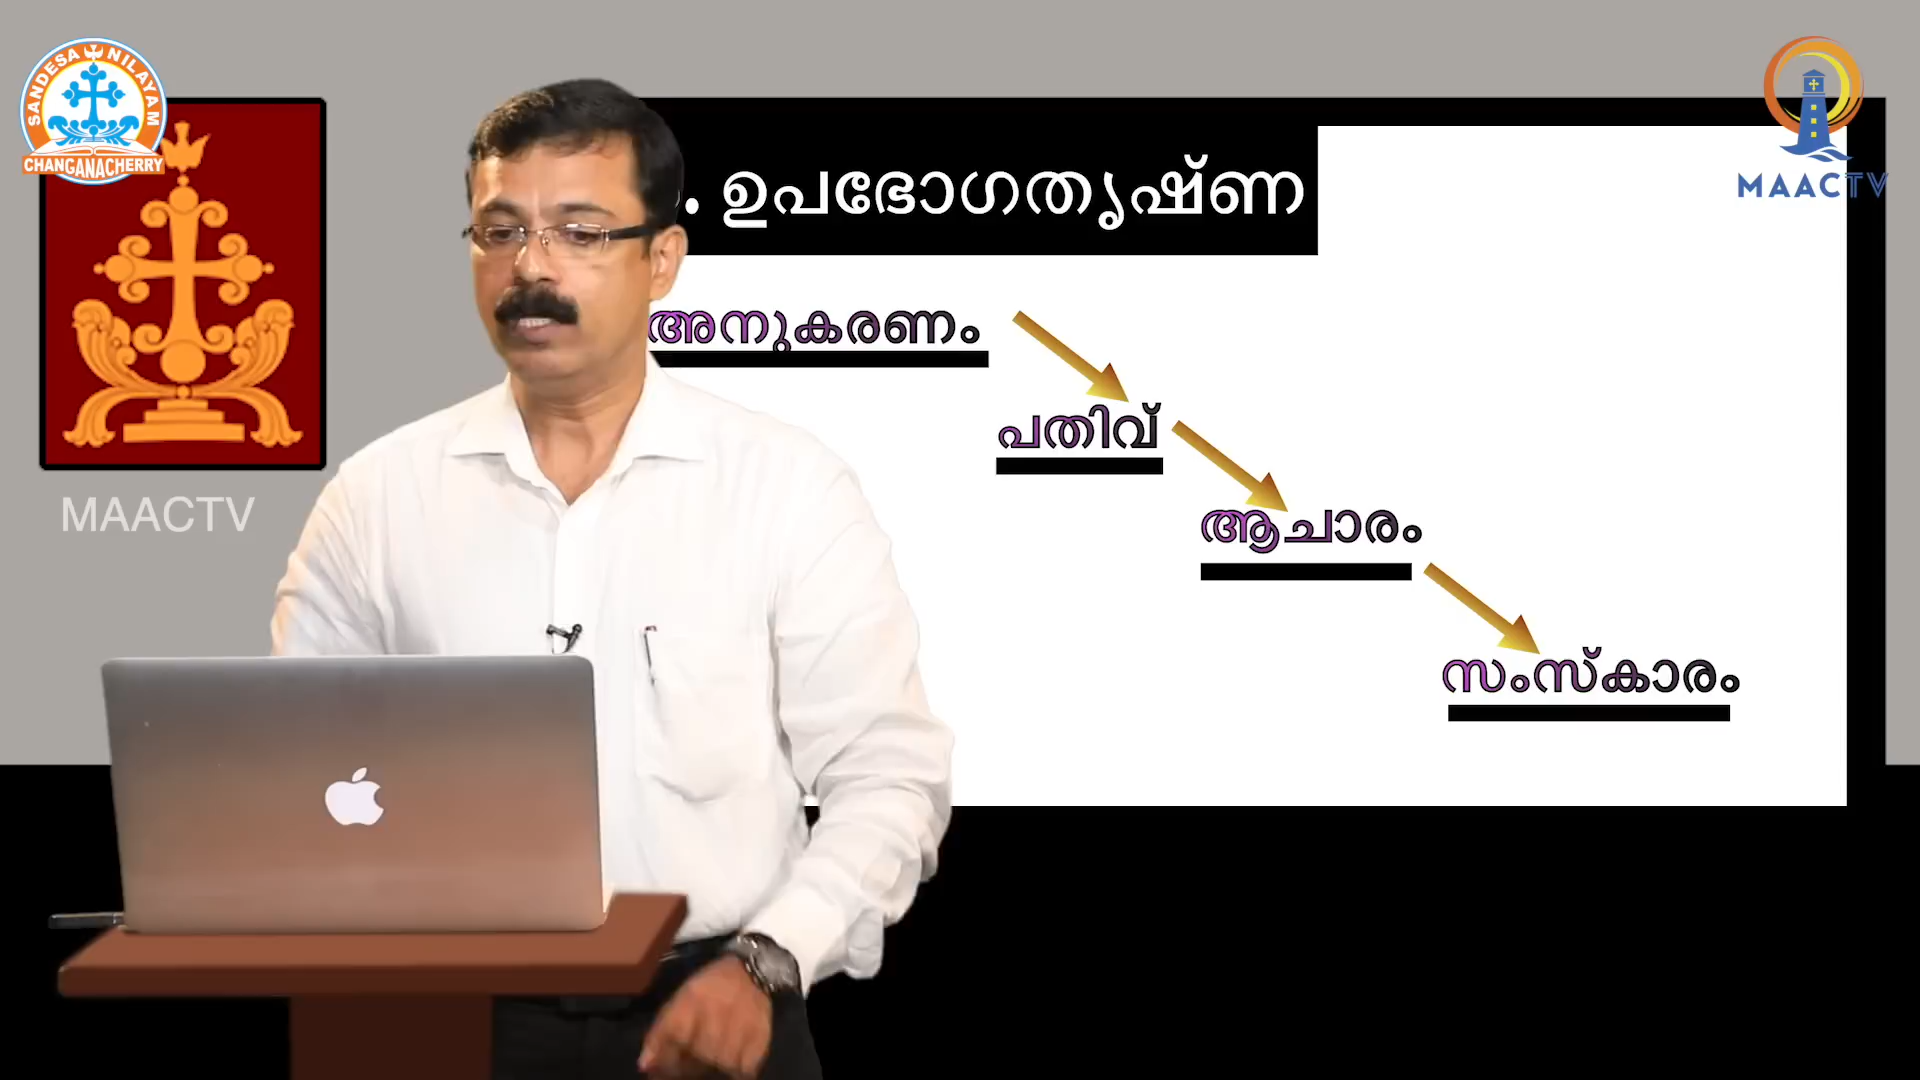 SANDESA NILAYAM
CHANGANACHERRY
MAACTV
MAACTV
. ഉപഭോഗതൃഷ്ണ
അനുകരണം
പതിവ്
ആചാരം
സംസ്കാരം